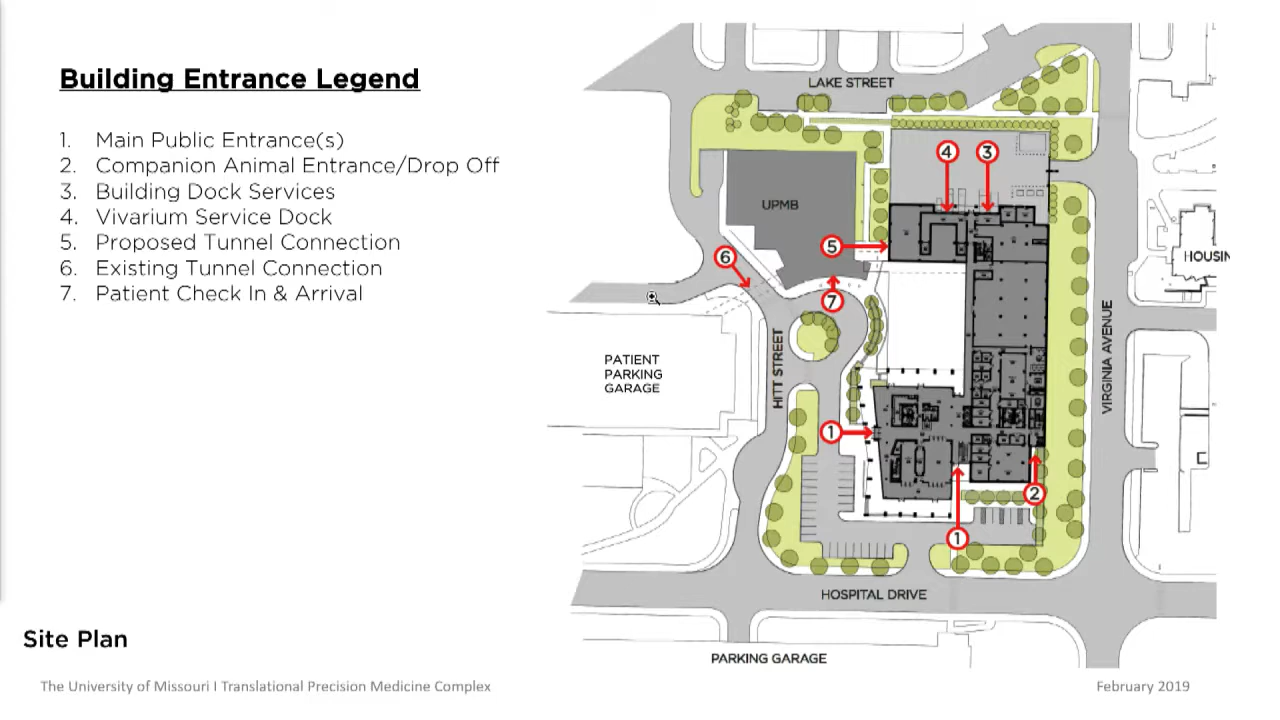 Building Entrance Legend
1. Main Public Entrance(s)
2. Companion Animal Entrance/Drop Off
3. Building Dock Services
4. Vivarium Service Dock
5. Proposed Tunnel Connection
6. Existing Tunnel Connection
7. Patient Check In & Arrival
LAKE STREET
4
3
UPMB
5
6
7
HOUSIN
PATIENT
PARKING
GARAGE
HITT STREET
VIRGINIA AVENUE
1
2
1
HOSPITAL DRIVE
PARKING GARAGE
Site Plan
The University of Missouri I Translational Precision Medicine Complex
February 2019